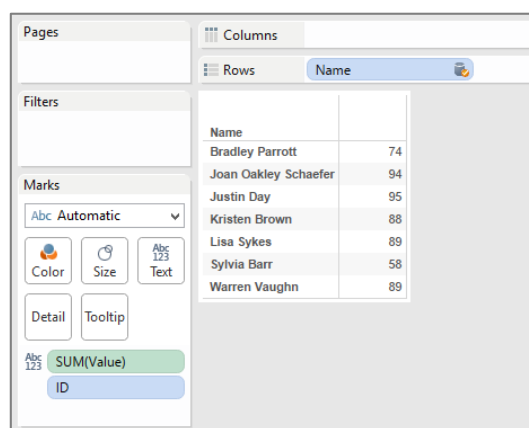 Pages
Filters
Marks
Abc Automatic
Color
Size
Abc
123
Text
Detail
Tooltip
Abc
123
SUM(Value)
ID
Columns
Rows
Name
Name
Bradley Parrott 74
Joan Oakley Schaefer 94
Justin Day 95
Kristen Brown 88
Lisa Sykes 89
Sylvia Barr 58
Warren Vaughn 89